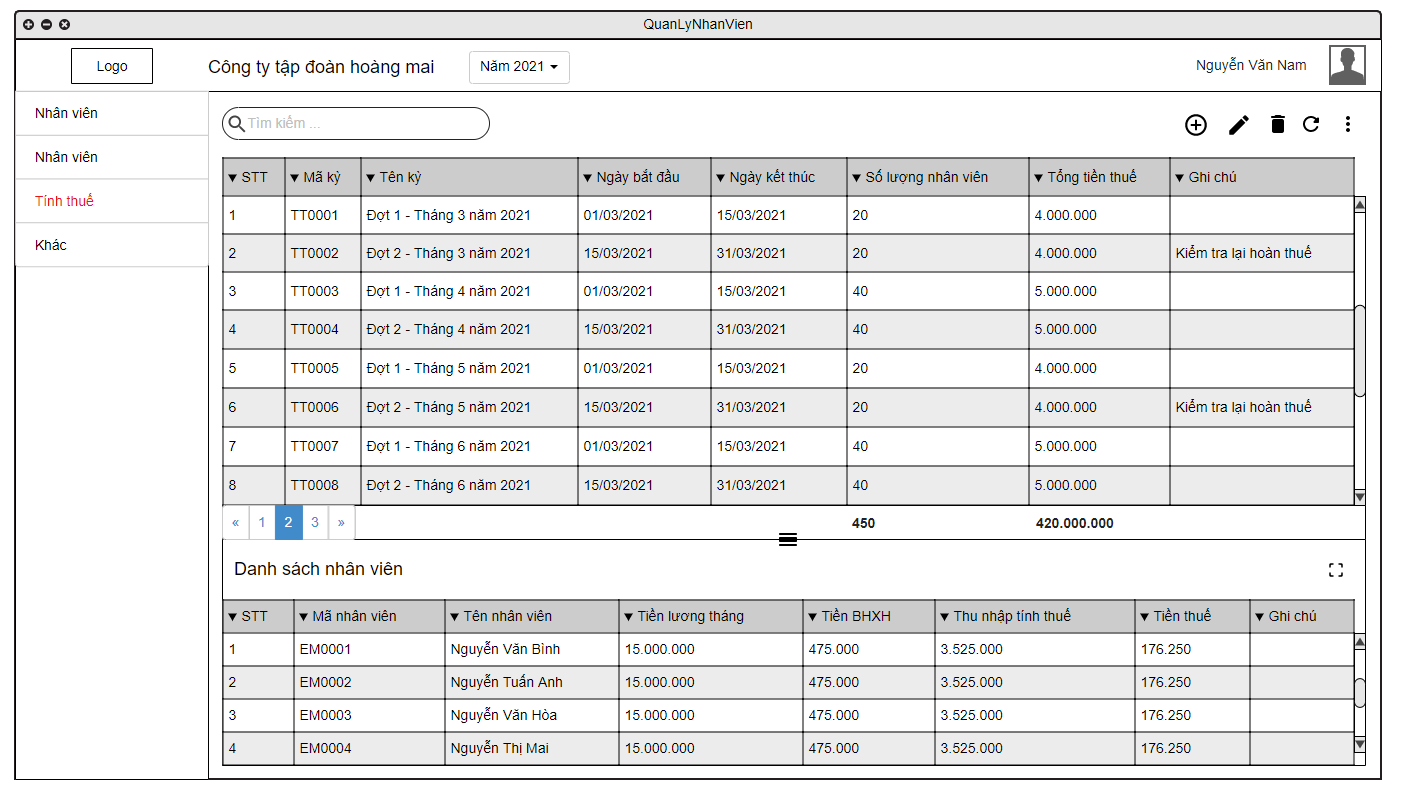 QuanLyNhanVien
Logo
Công ty tập đoàn hoàng mai
Năm 2021
Nguyễn Văn Nam
Nhân viên
Nhân viên
Tính thuế
Khác
Tìm kiếm ...
STT Mã kỳ Tên kỳ Ngày bắt đầu Ngày kết thúc Số lượng nhân viên Tổng tiền thuế Ghi chú
1 TT0001 Đợt 1 - Tháng 3 năm 2021 01/03/2021 15/03/2021 20 4.000.000
2 TT0002 Đợt 2 - Tháng 3 năm 2021 15/03/2021 31/03/2021 20 4.000.000 Kiểm tra lại hoàn thuế
3 TT0003 Đợt 1 - Tháng 4 năm 2021 01/03/2021 15/03/2021 40 5.000.000
4 TT0004 Đợt 2 - Tháng 4 năm 2021 15/03/2021 31/03/2021 40 5.000.000
5 TT0005 Đợt 1 - Tháng 5 năm 2021 01/03/2021 15/03/2021 20 4.000.000
6 TT0006 Đợt 2 - Tháng 5 năm 2021 15/03/2021 31/03/2021 20 4.000.000 Kiểm tra lại hoàn thuế
7 TT0007 Đợt 1 - Tháng 6 năm 2021 01/03/2021 15/03/2021 40 5.000.000
8 TT0008 Đợt 2 - Tháng 6 năm 2021 15/03/2021 31/03/2021 40 5.000.000
« 1 2 3 » 450 420.000.000
Danh sách nhân viên
STT Mã nhân viên Tên nhân viên Tiền lương tháng Tiền BHXH Thu nhập tính thuế Tiền thuế Ghi chú
1 EM0001 Nguyễn Văn Bình 15.000.000 475.000 3.525.000 176.250
2 EM0002 Nguyễn Tuấn Anh 15.000.000 475.000 3.525.000 176.250
3 EM0003 Nguyễn Văn Hòa 15.000.000 475.000 3.525.000 176.250
4 EM0004 Nguyễn Thị Mai 15.000.000 475.000 3.525.000 176.250